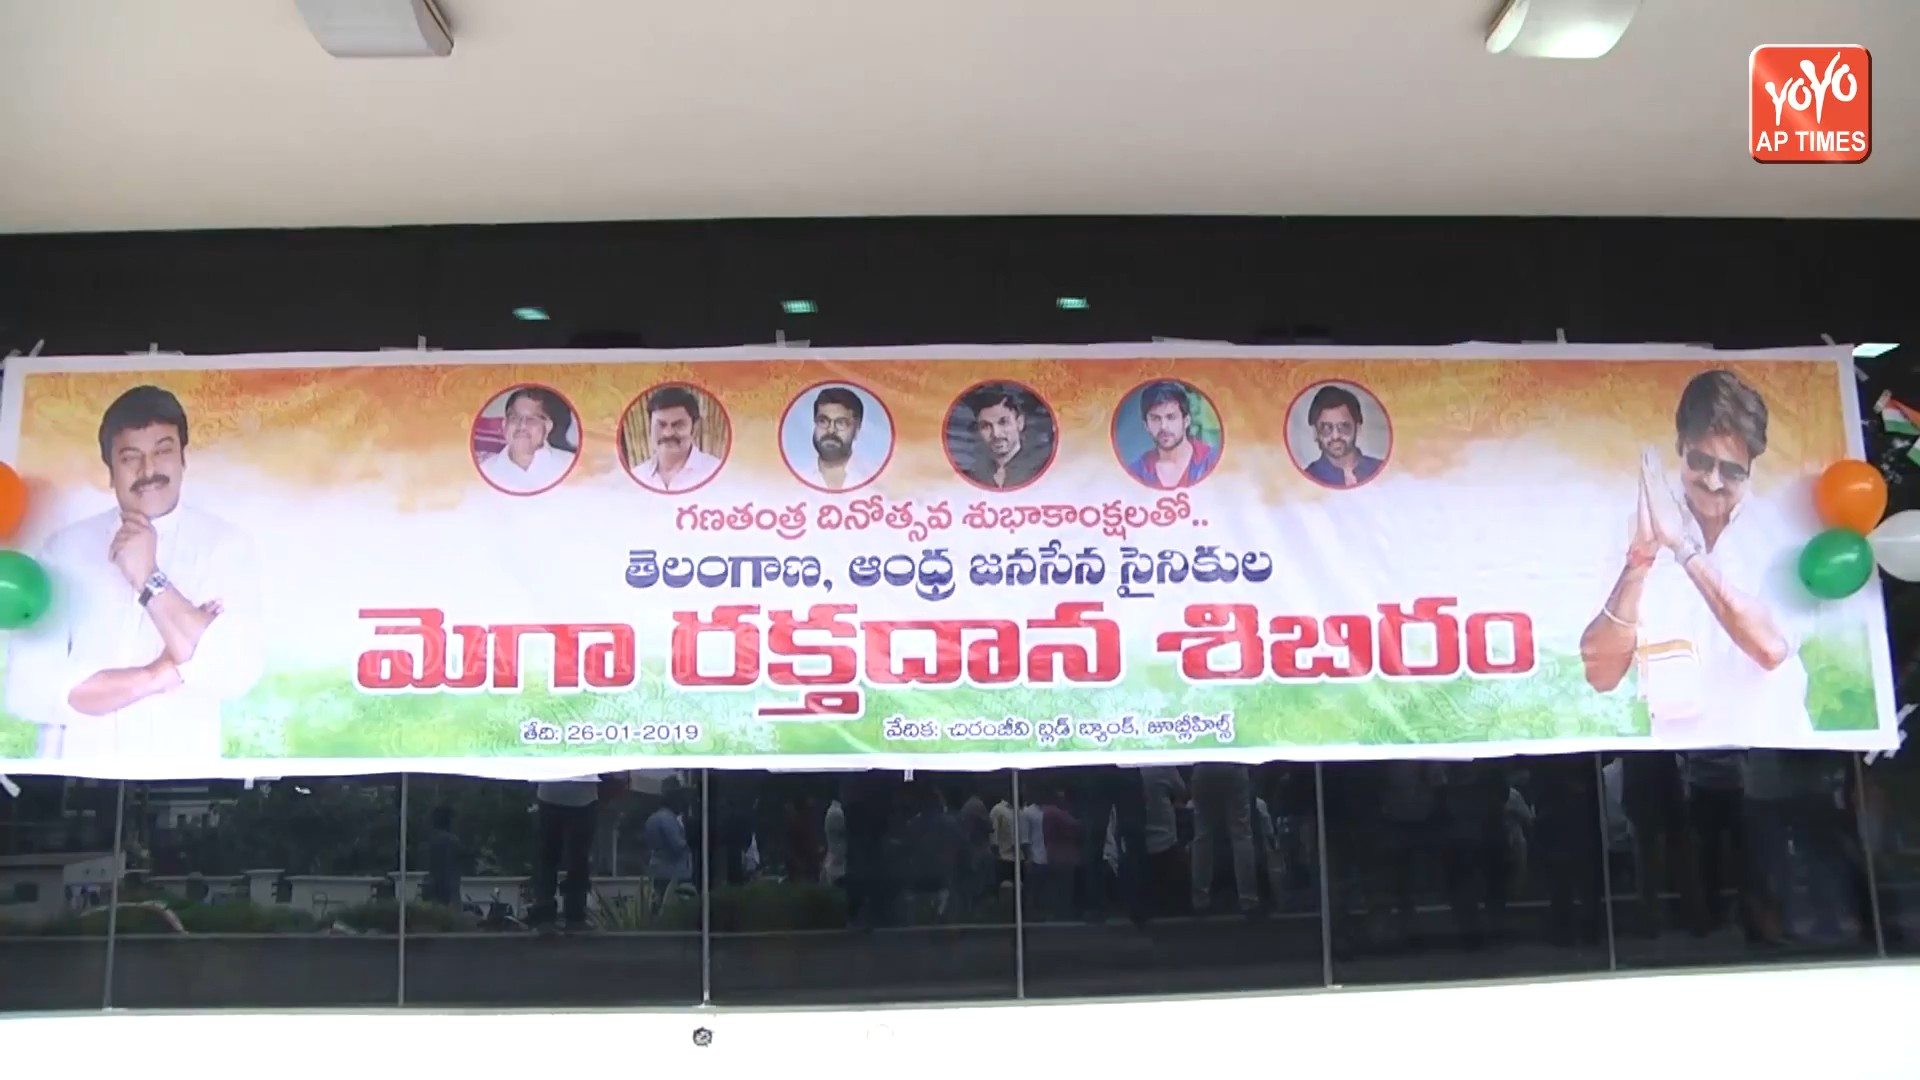 YOYO
AP TIMES
గణతంత్ర దినోత్సవ శుభాకాంక్షలతో..
తెలంగాణ, ఆంధ్ర జనసేన సైనికుల
మెగా రక్తదాన శిబిరం
తేది: 26-01-2019 వేదిక: చిరంజీవి బ్లడ్ బ్యాంక్, జూబ్లీహిల్స్